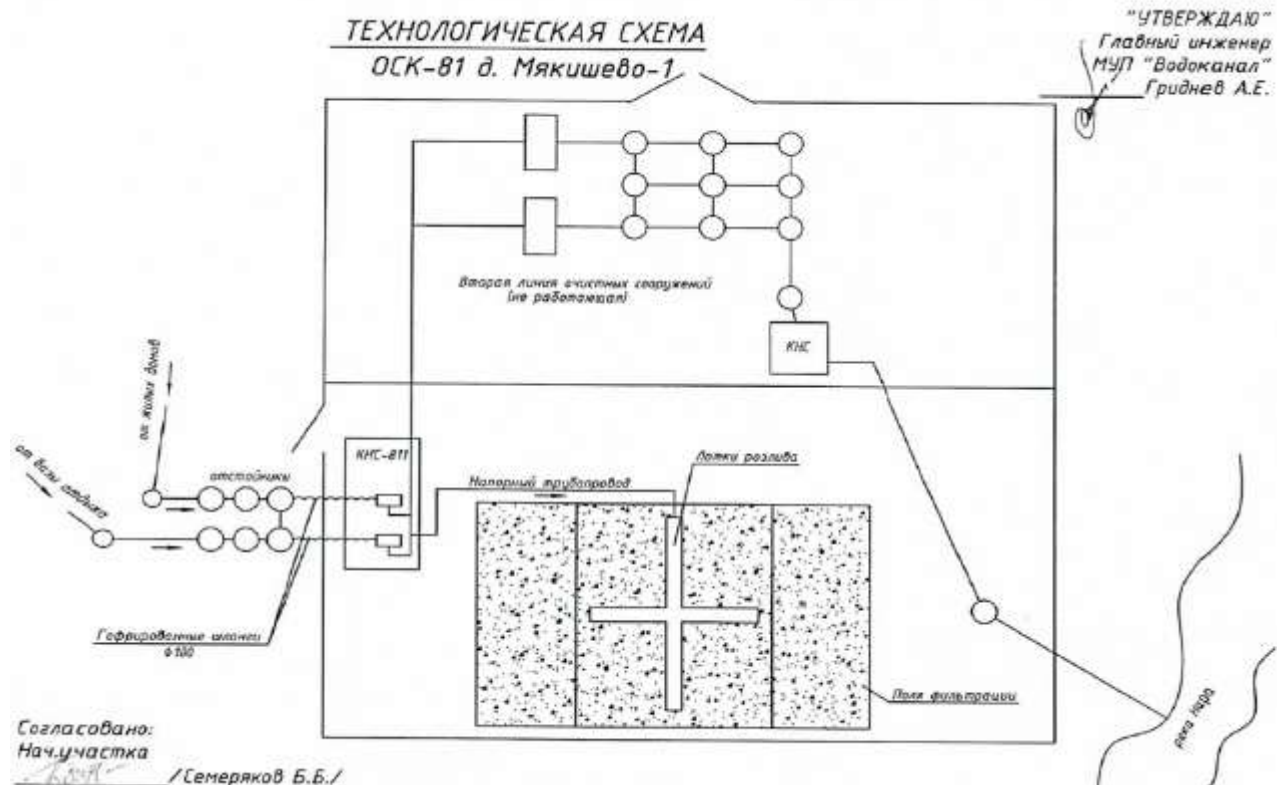 ТЕХНОЛОГИЧЕСКАЯ СХЕМА
ОСК-81 д. Мякишево-1
"УТВЕРЖДАЮ"
Главный инженер
МУП "Водоканал"
Гриднев А.Е.
Вторая линия очистных сооружений
(не работающая)
КНС
от жилых домов
от базы отдыха
отстойники
КНС-811
Напорный трубопровод
Лотки розлива
Гофрированные шланги
Ф100
Поля фильтрации
река Нара
Согласовано:
Нач.участка
/Семеряков Б.Б./